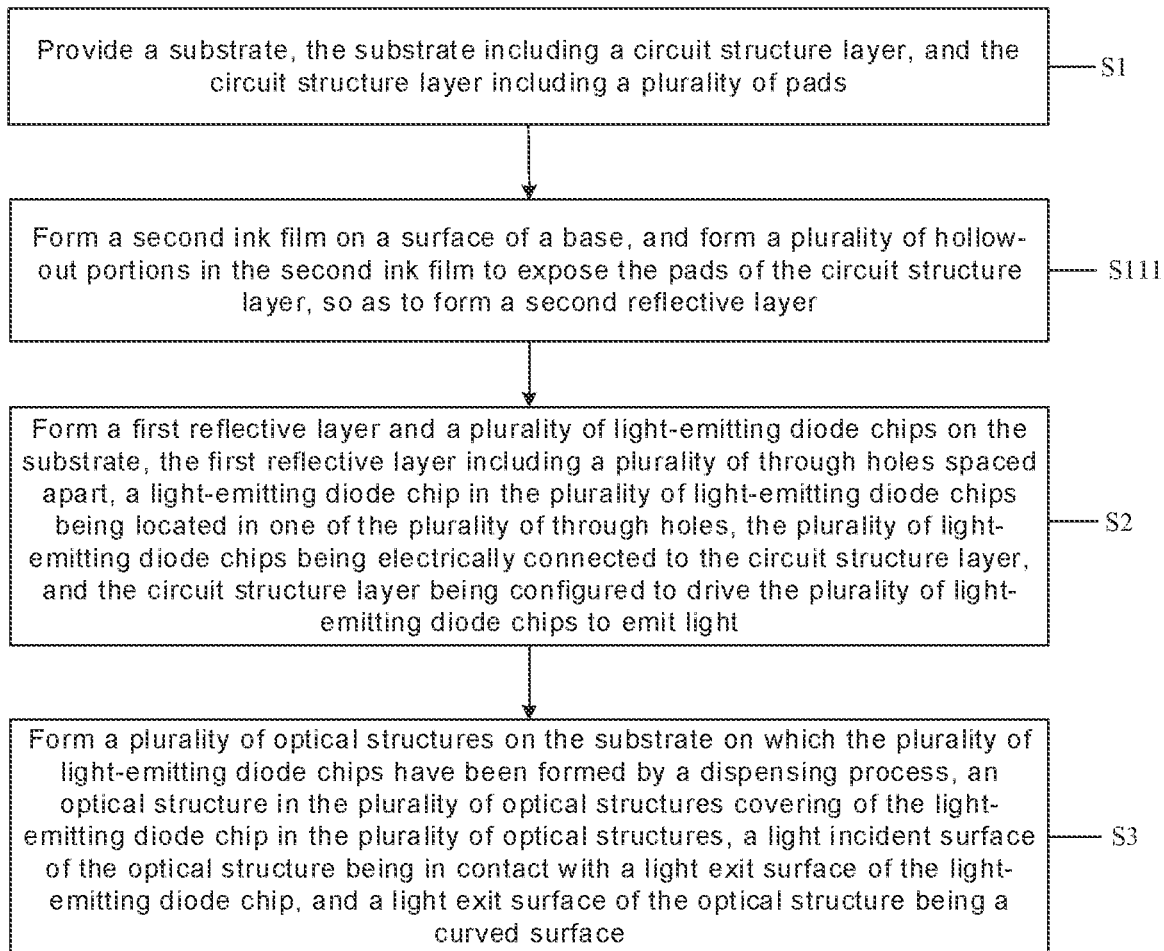 Provide a substrate, the substrate including a circuit structure layer, and the
circuit structure layer including a plurality of pads
S1
Form a second ink film on a surface of a base, and form a plurality of hollow-
out portions in the second ink film to expose the pads of the circuit structure
layer, so as to form a second reflective layer
S111
Form a first reflective layer and a plurality of light-emitting diode chips on the
substrate, the first reflective layer including a plurality of through holes spaced
apart, a light-emitting diode chip in the plurality of light-emitting diode chips
being located in one of the plurality of through holes, the plurality of light-
emitting diode chips being electrically connected to the circuit structure layer,
and the circuit structure layer being configured to drive the plurality of light-
emitting diode chips to emit light
S2
Form a plurality of optical structures on the substrate on which the plurality of
light-emitting diode chips have been formed by a dispensing process, an
optical structure in the plurality of optical structures covering of the light-
emitting diode chip in the plurality of optical structures, a light incident surface
of the optical structure being in contact with a light exit surface of the light-
emitting diode chip, and a light exit surface of the optical structure being a
curved surface
S3